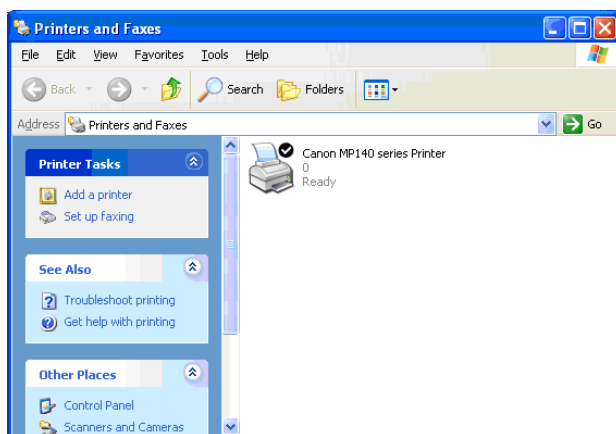 Printers and Faxes
File Edit View Favorites Tools Help
Back Search Folders
Address Printers and Faxes Go
Printer Tasks
Add a printer
Set up faxing
See Also
Troubleshoot printing
Get help with printing
Other Places
Control Panel
Scanners and Cameras
Canon MP140 series Printer
0
Ready